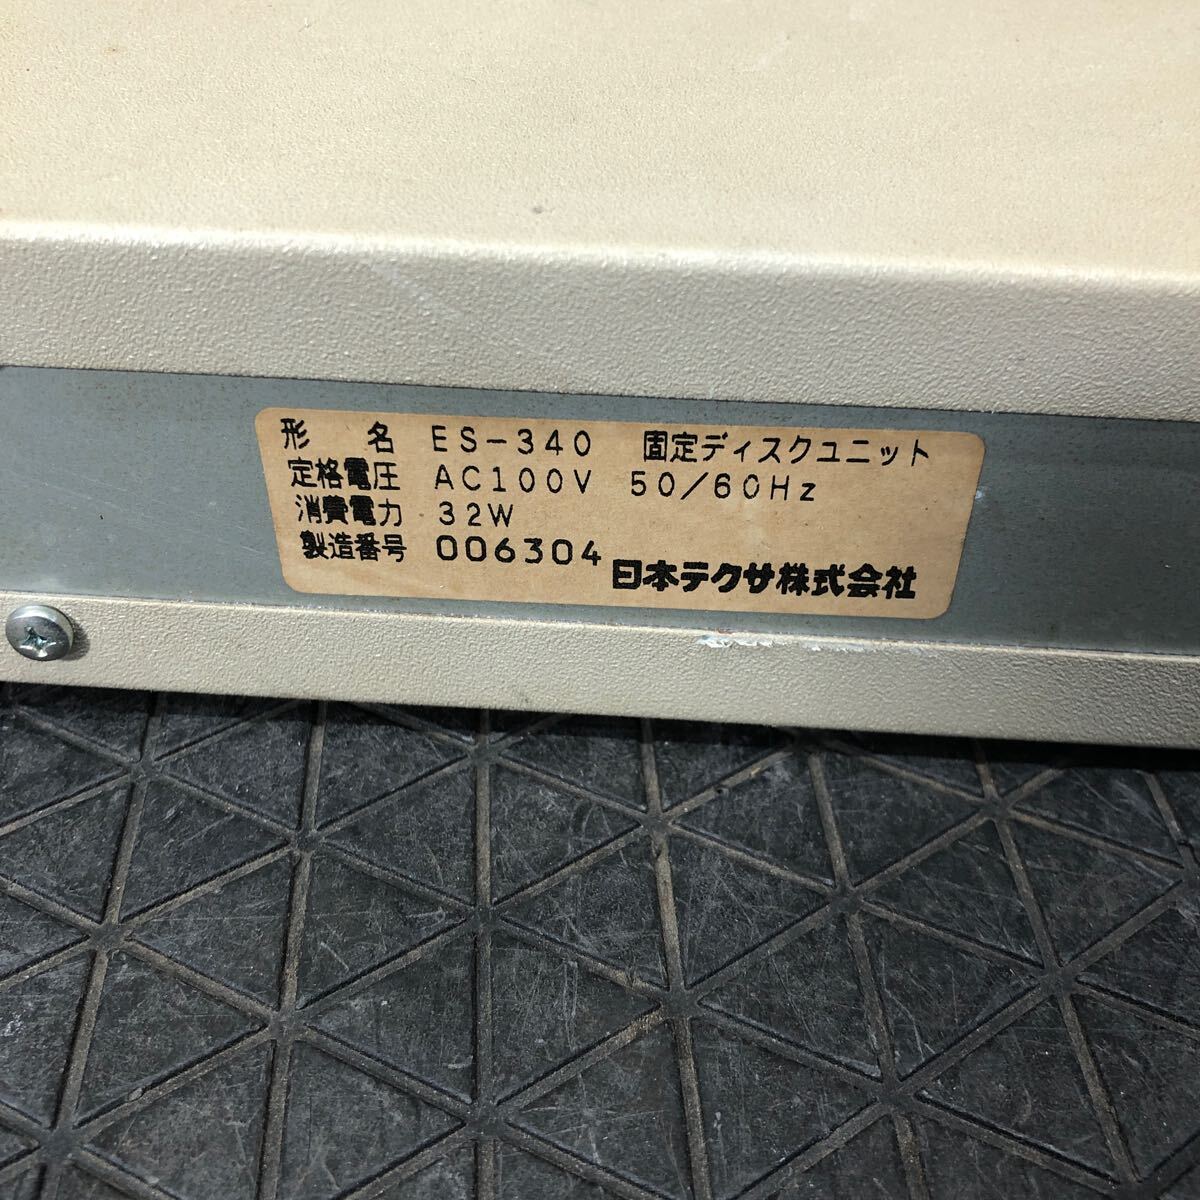 形 名 ES-340 固定ディスクユニット
定格電圧 AC100V 50/60Hz
消費電力 32W
製造番号 006304
日本テクサ株式会社